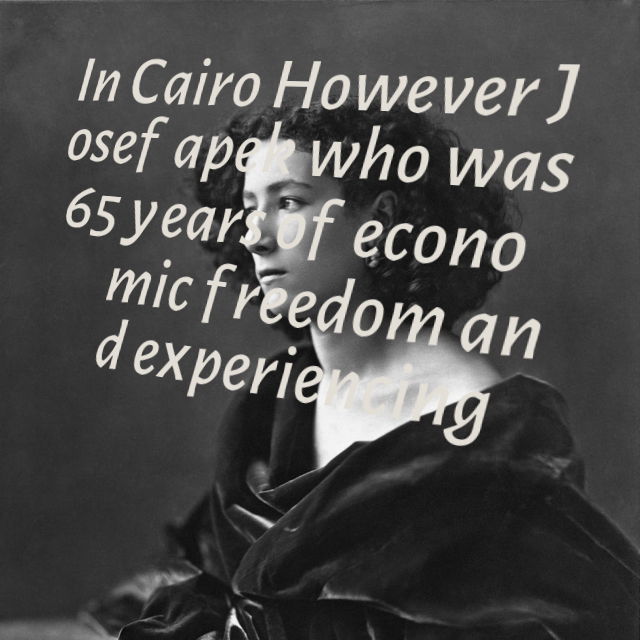 In Cairo However J
osef apek who was
65 years of econo
mic freedom an
d experiencing